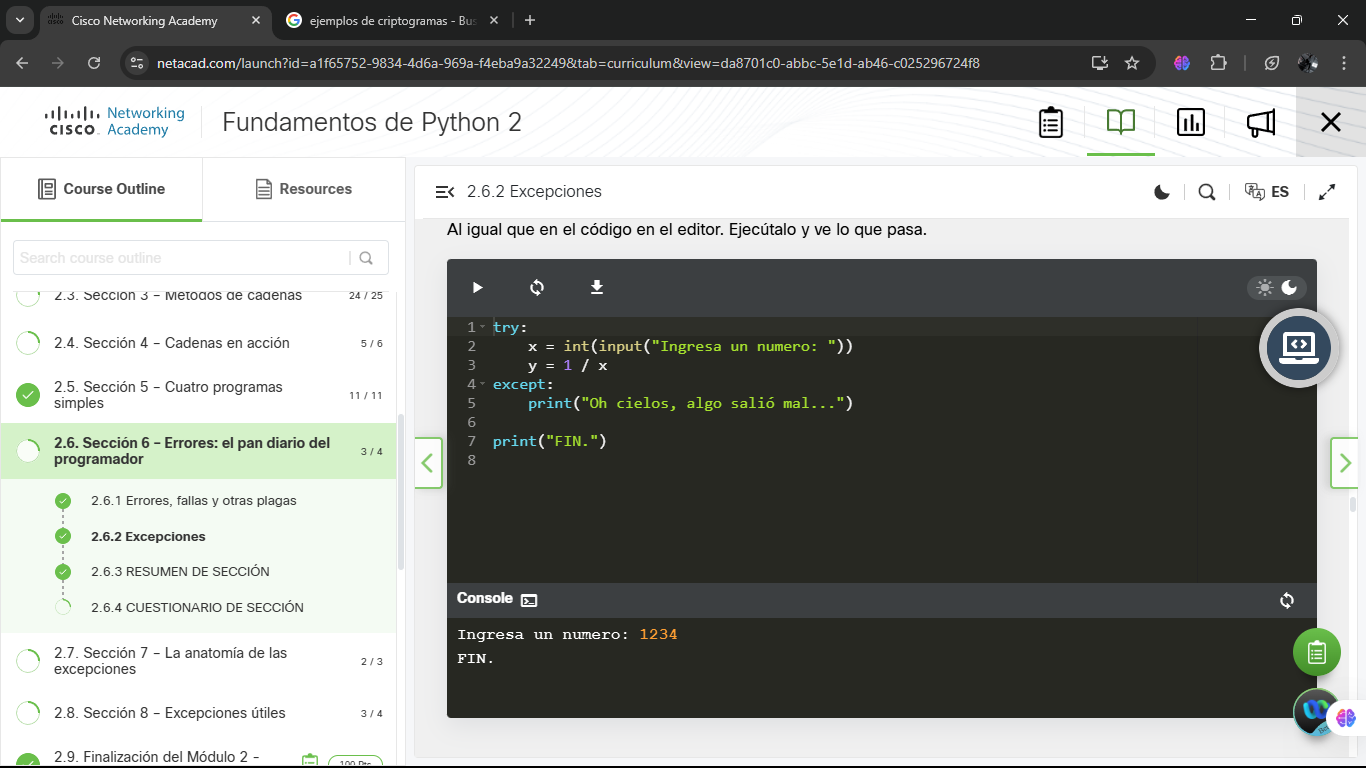 Cisco Networking Academy
ejemplos de criptogramas - Bus
netacad.com/launch?id=a1f65752-9834-4d6a-969a-f4eba9a32249&tab=curriculum&view=da8701c0-abbc-5e1d-ab46-c025296724f8
Networking
CISCO Academy
Fundamentos de Python 2
Course Outline
Resources
2.6.2 Excepciones
ES
Search course outline
2.3. Sección 3 - Métodos de cadenas
24 / 25
2.4. Sección 4 - Cadenas en acción
5 / 6
2.5. Sección 5 - Cuatro programas
simples
11 / 11
2.6. Sección 6 - Errores: el pan diario del
programador
3 / 4
2.6.1 Errores, fallas y otras plagas
2.6.2 Excepciones
2.6.3 RESUMEN DE SECCIÓN
2.6.4 CUESTIONARIO DE SECCIÓN
2.7. Sección 7 - La anatomía de las
excepciones
2 / 3
2.8. Sección 8 - Excepciones útiles
3 / 4
2.9. Finalización del Módulo 2 -
100 Pts
Al igual que en el código en el editor. Ejecútalo y ve lo que pasa.
1 try:
2 x = int(input("Ingresa un numero: "))
3 y = 1 / x
4 except:
5 print("Oh cielos, algo salió mal...")
6
7 print("FIN.")
8
Console
Ingresa un numero: 1234
FIN.